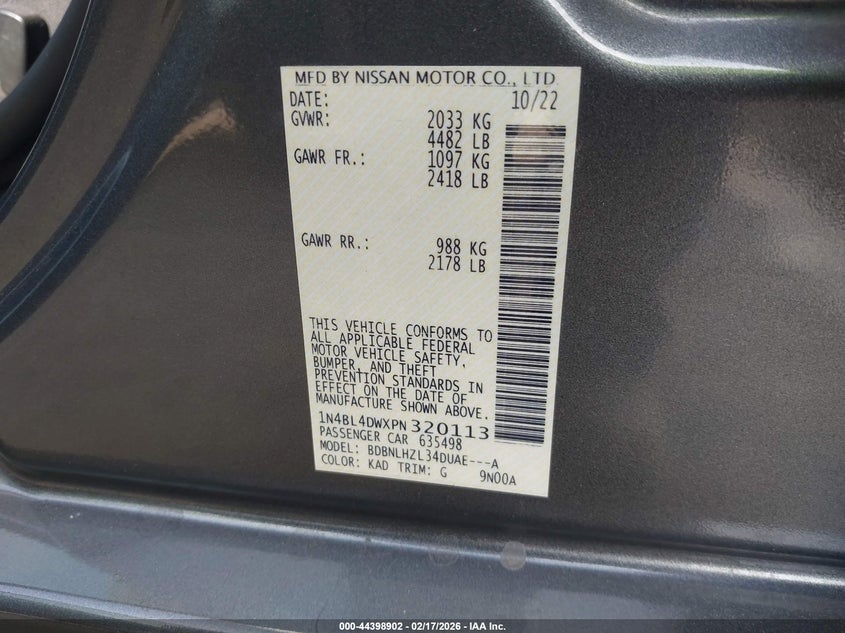 MFD BY NISSAN MOTOR CO., LTD
DATE: 10/22
GVWR: 2033 KG
4482 LB
GAWR FR.: 1097 KG
2418 LB
GAWR RR.: 988 KG
2178 LB
THIS VEHICLE CONFORMS TO
ALL APPLICABLE FEDERAL
MOTOR VEHICLE SAFETY,
BUMPER, AND THEFT
PREVENTION STANDARDS IN
EFFECT ON THE DATE OF
MANUFACTURE SHOWN ABOVE.
1N4BL4DWXPN320113
PASSENGER CAR 635498
MODEL: BDBNLHZL34DUAE---A
COLOR: KAD TRIM: G 9N00A
000-44398902 - 02/17/2026 - IAA Inc.